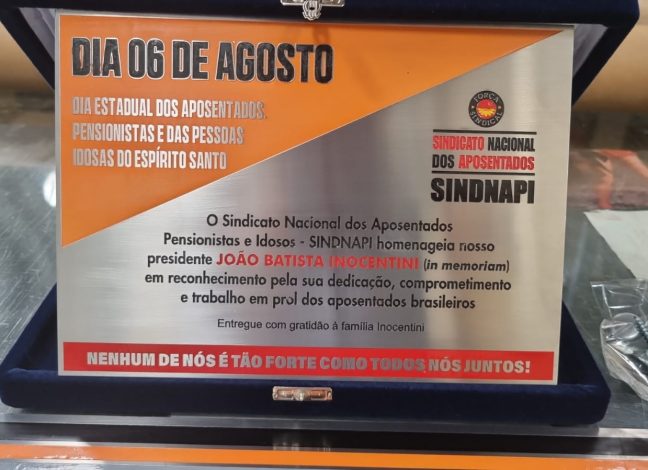 DIA 06 DE AGOSTO
DIA ESTADUAL DOS APOSENTADOS,
PENSIONISTAS E DAS PESSOAS
IDOSAS DO ESPÍRITO SANTO
FORÇA
SINDICAL
SINDICATO NACIONAL
DOS APOSENTADOS
SINDNAPI
O Sindicato Nacional dos Aposentados
Pensionistas e Idosos - SINDNAPI homenageia nosso
presidente JOÃO BATISTA INOCENTINI (in memoriam)
em reconhecimento pela sua dedicação, comprometimento
e trabalho em prol dos aposentados brasileiros
Entregue com gratidão à família Inocentini
NENHUM DE NÓS É TÃO FORTE COMO TODOS NÓS JUNTOS!